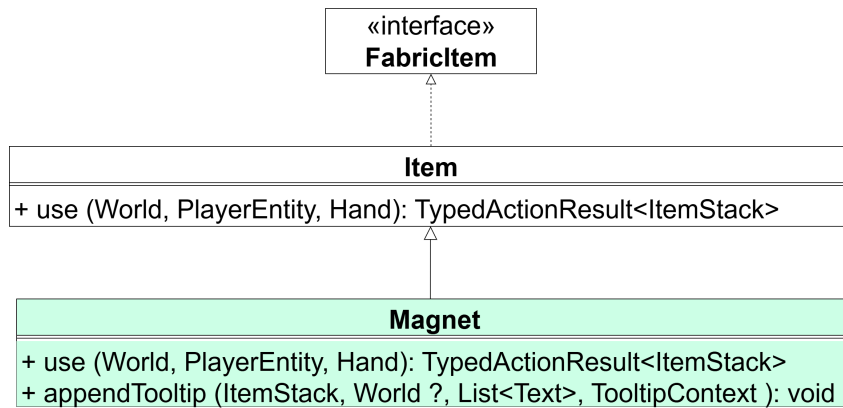 «interface»
FabricItem
Item
+ use (World, PlayerEntity, Hand): TypedActionResult<ItemStack>
Magnet
+ use (World, PlayerEntity, Hand): TypedActionResult<ItemStack>
+ appendTooltip (ItemStack, World ?, List<Text>, TooltipContext ): void